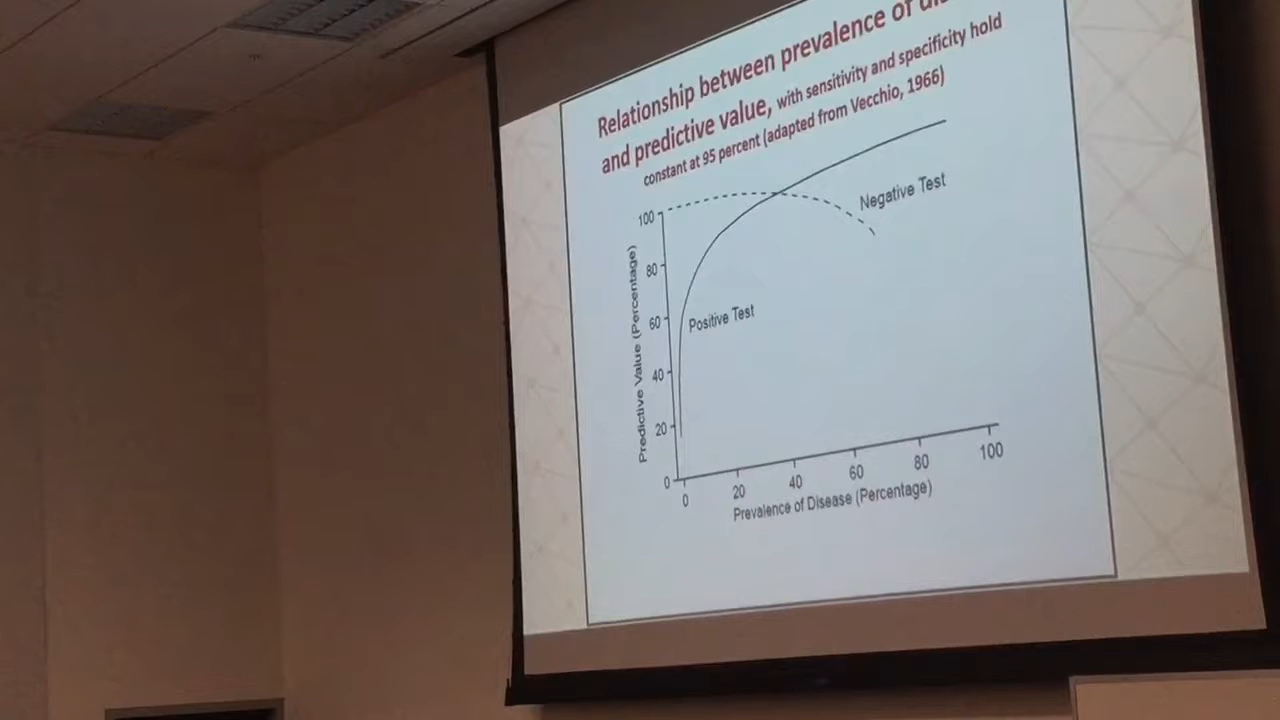 Relationship between prevalence of
and predictive value, with sensitivity and specificity hold
constant at 95 percent (adapted from Vecchio, 1966)
100
80
60
40
20
0
Predictive Value (Percentage)
Positive Test
Negative Test
0 20 40 60 80 100
Prevalence of Disease (Percentage)